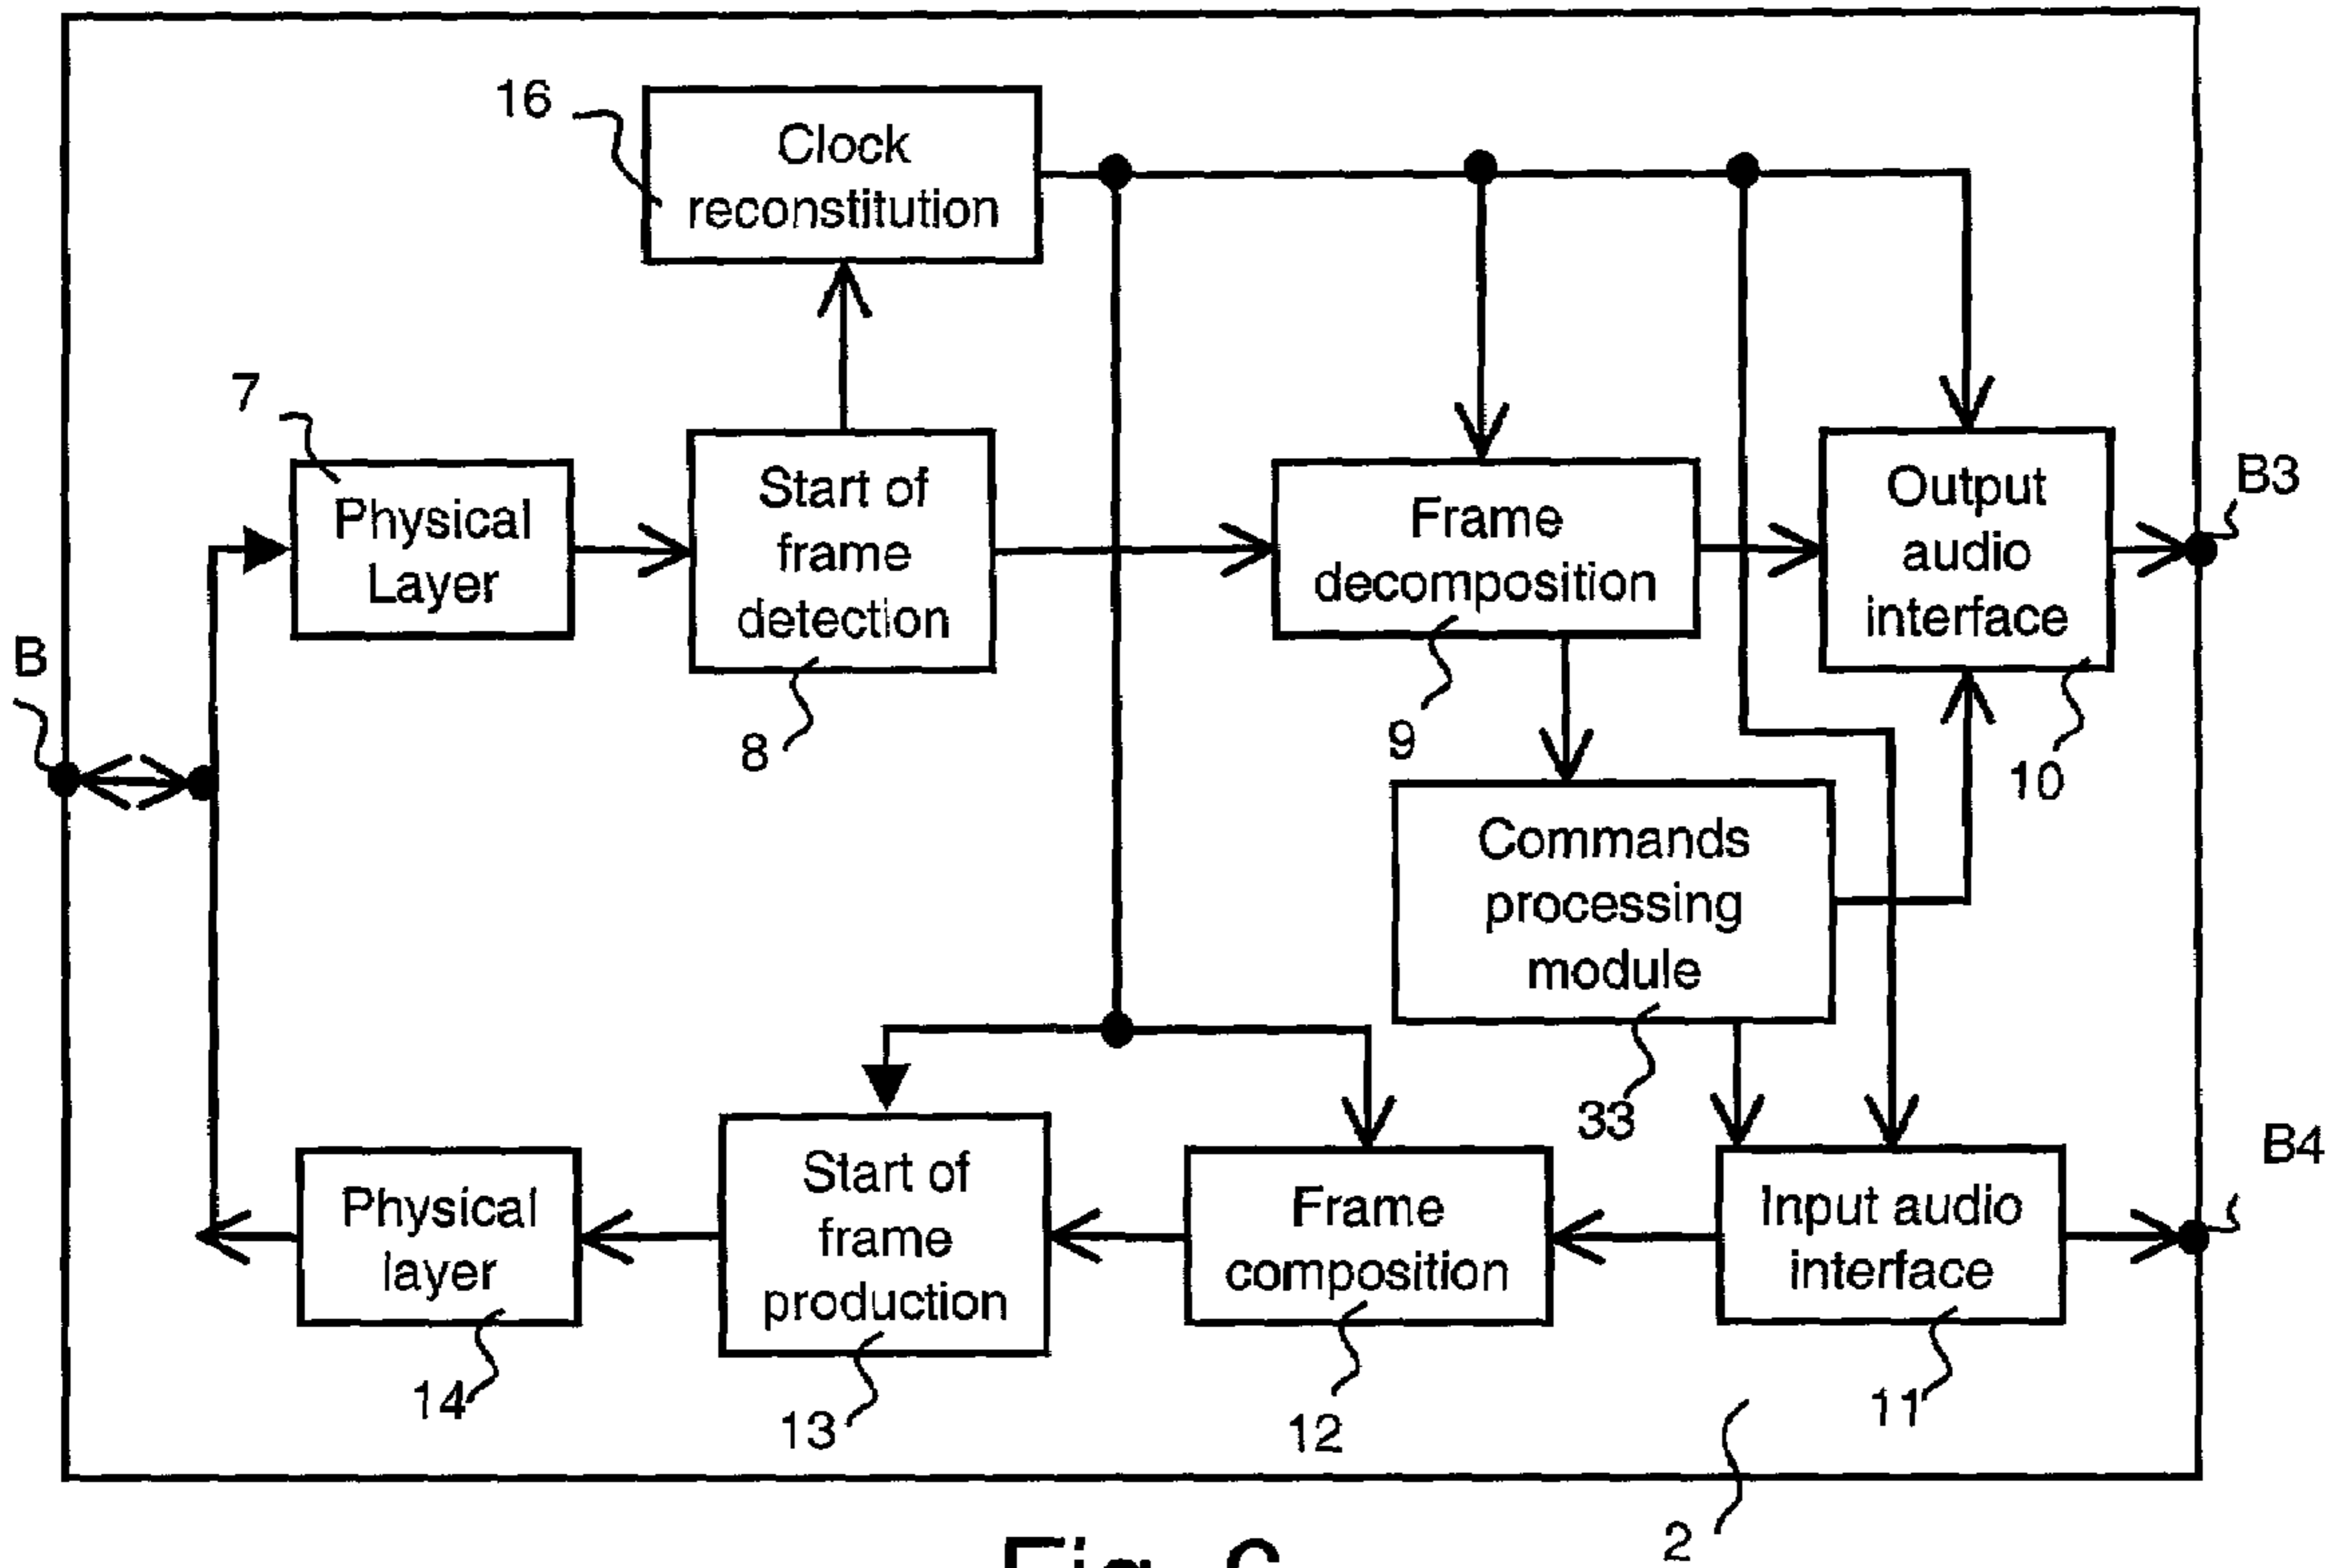 16
Clock
reconstitution
7
Physical
Layer
Start of
frame
detection
Frame
decomposition
Output
audio
interface
B3
B
8
9
10
Commands
processing
module
33
B4
Physical
layer
Start of
frame
production
Frame
composition
Input audio
interface
14
13
12
11
2